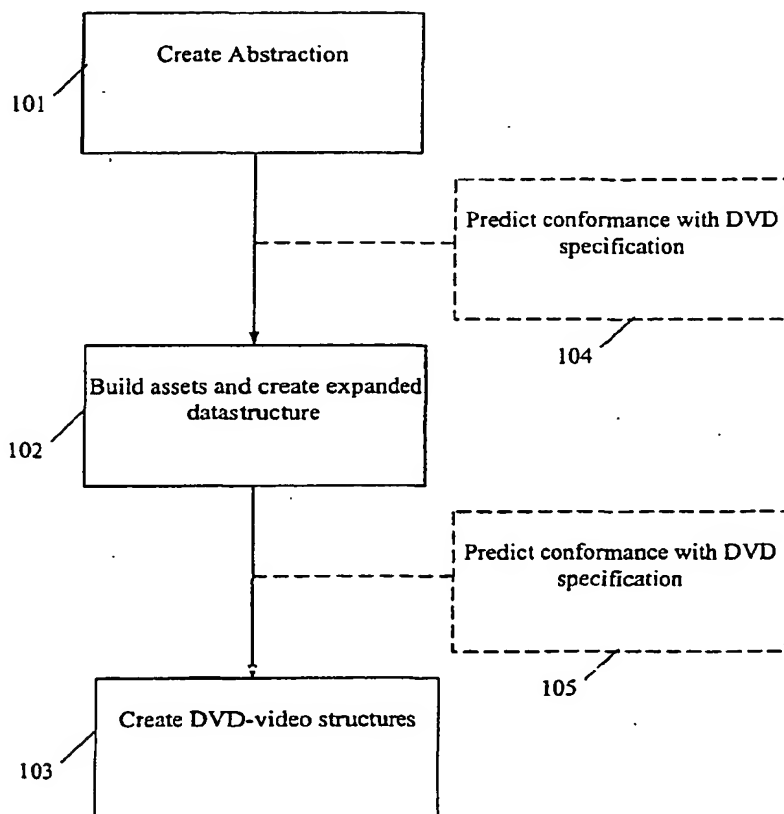 Create Abstraction
101
Predict conformance with DVD
specification
104
Build assets and create expanded
datastructure
102
Predict conformance with DVD
specification
105
Create DVD-video structures
103